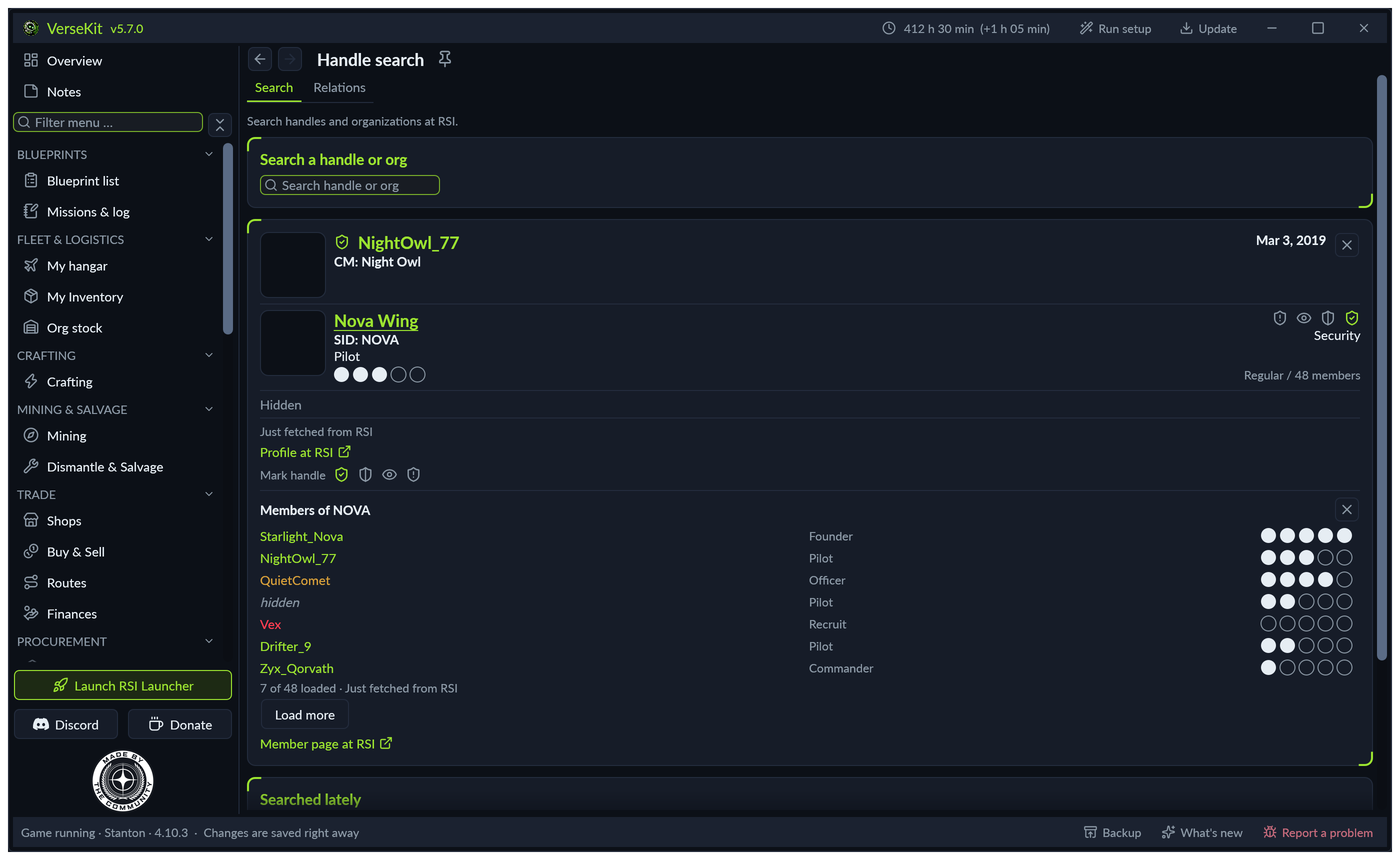 VerseKit v5.7.0
412 h 30 min (+1 h 05 min)
Run setup
Update
Overview
Notes
Filter menu ...
BLUEPRINTS
Blueprint list
Missions & log
FLEET & LOGISTICS
My hangar
My Inventory
Org stock
CRAFTING
Crafting
MINING & SALVAGE
Mining
Dismantle & Salvage
TRADE
Shops
Buy & Sell
Routes
Finances
PROCUREMENT
Launch RSI Launcher
Discord
Donate
MADE BY
THE COMMUNITY
Handle search
Search
Relations
Search handles and organizations at RSI.
Search a handle or org
Search handle or org
NightOwl_77
CM: Night Owl
Mar 3, 2019
Nova Wing
SID: NOVA
Pilot
Security
Regular / 48 members
Hidden
Just fetched from RSI
Profile at RSI
Mark handle
Members of NOVA
Starlight_Nova Founder
NightOwl_77 Pilot
QuietComet Officer
hidden Pilot
Vex Recruit
Drifter_9 Pilot
Zyx_Qorvath Commander
7 of 48 loaded · Just fetched from RSI
Load more
Member page at RSI
Searched lately
Game running · Stanton · 4.10.3 · Changes are saved right away
Backup
What's new
Report a problem